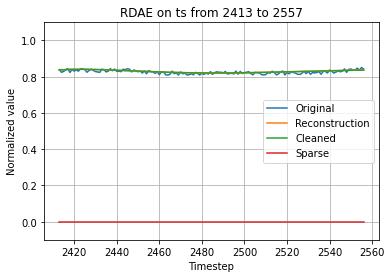 RDAE on ts from 2413 to 2557
Normalized value
1.0
0.8
0.6
0.4
0.2
0.0
Original
Reconstruction
Cleaned
Sparse
2420 2440 2460 2480 2500 2520 2540 2560
Timestep